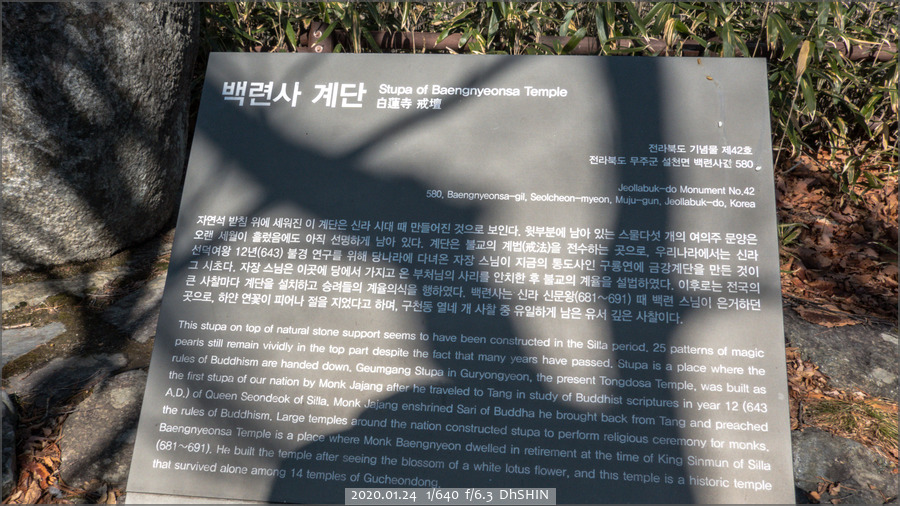 백련사 계단 Stupa of Baengnyeonsa Temple
白蓮寺 戒壇
전라북도 기념물 제42호
전라북도 무주군 설천면 백련사길 580
Jeollabuk-do Monument No.42
580, Baengnyeonsa-gil, Seolcheon-myeon, Muju-gun, Jeollabuk-do, Korea
자연석 받침 위에 세워진 이 계단은 신라 시대 때 만들어진 것으로 보인다. 윗부분에 남아 있는 스물다섯 개의 여의주 문양은
오랜 세월이 흘렀음에도 아직 선명하게 남아 있다. 계단은 불교의 계법(戒法)을 전수하는 곳으로, 우리나라에서는 신라
선덕여왕 12년(643) 불경 연구를 위해 당나라에 다녀온 자장 스님이 지금의 통도사인 구룡연에 금강계단을 만든 것이
그 시초다. 자장 스님은 이곳에 당에서 가지고 온 부처님의 사리를 안치한 후 불교의 계율을 설법하였다. 이후로는 전국의
큰 사찰마다 계단을 설치하고 승려들의 계율의식을 행하였다. 백련사는 신라 신문왕(681~691) 때 백련 스님이 은거하던
곳으로, 하얀 연꽃이 피어나 절을 지었다고 하며, 구천동 열네 개 사찰 중 유일하게 남은 유서 깊은 사찰이다.
This stupa on top of natural stone support seems to have been constructed in the Silla period. 25 patterns of magic
pearls still remain vividly in the top part despite the fact that many years have passed. Stupa is a place where the
rules of Buddhism are handed down. Geumgang Stupa in Guryongyeon, the present Tongdosa Temple, was built as
the first stupa of our nation by Monk Jajang after he traveled to Tang in study of Buddhist scriptures in year 12 (643
A.D.) of Queen Seondeok of Silla. Monk Jajang enshrined Sari of Buddha he brought back from Tang and preached
the rules of Buddhism. Large temples around the nation constructed stupa to perform religious ceremony for monks.
Baengnyeonsa Temple is a place where Monk Baengnyeon dwelled in retirement at the time of King Sinmun of Silla
(681~691). He built the temple after seeing the blossom of a white lotus flower, and this temple is a historic temple
that survived alone among 14 temples of Gucheondong.
2020.01.24 1/640 f/6.3 DhSHIN